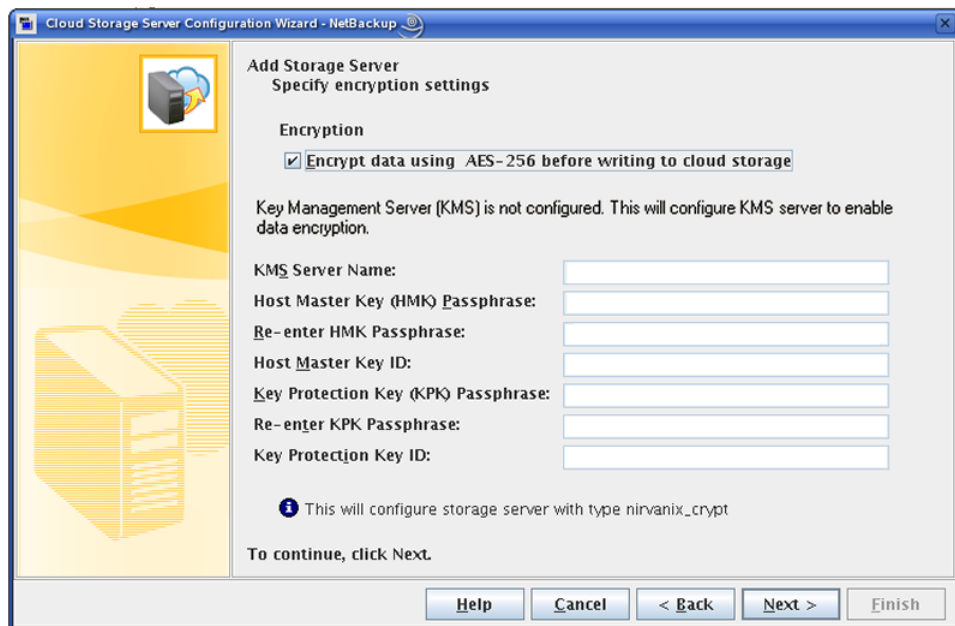 Cloud Storage Server Configuration Wizard - NetBackup
Add Storage Server
Specify encryption settings
Encryption
Encrypt data using AES-256 before writing to cloud storage
Key Management Server (KMS) is not configured. This will configure KMS server to enable
data encryption.
KMS Server Name:
Host Master Key (HMK) Passphrase:
Re-enter HMK Passphrase:
Host Master Key ID:
Key Protection Key (KPK) Passphrase:
Re-enter KPK Passphrase:
Key Protection Key ID:
This will configure storage server with type nirvanix_crypt
To continue, click Next.
Help Cancel < Back Next > Finish